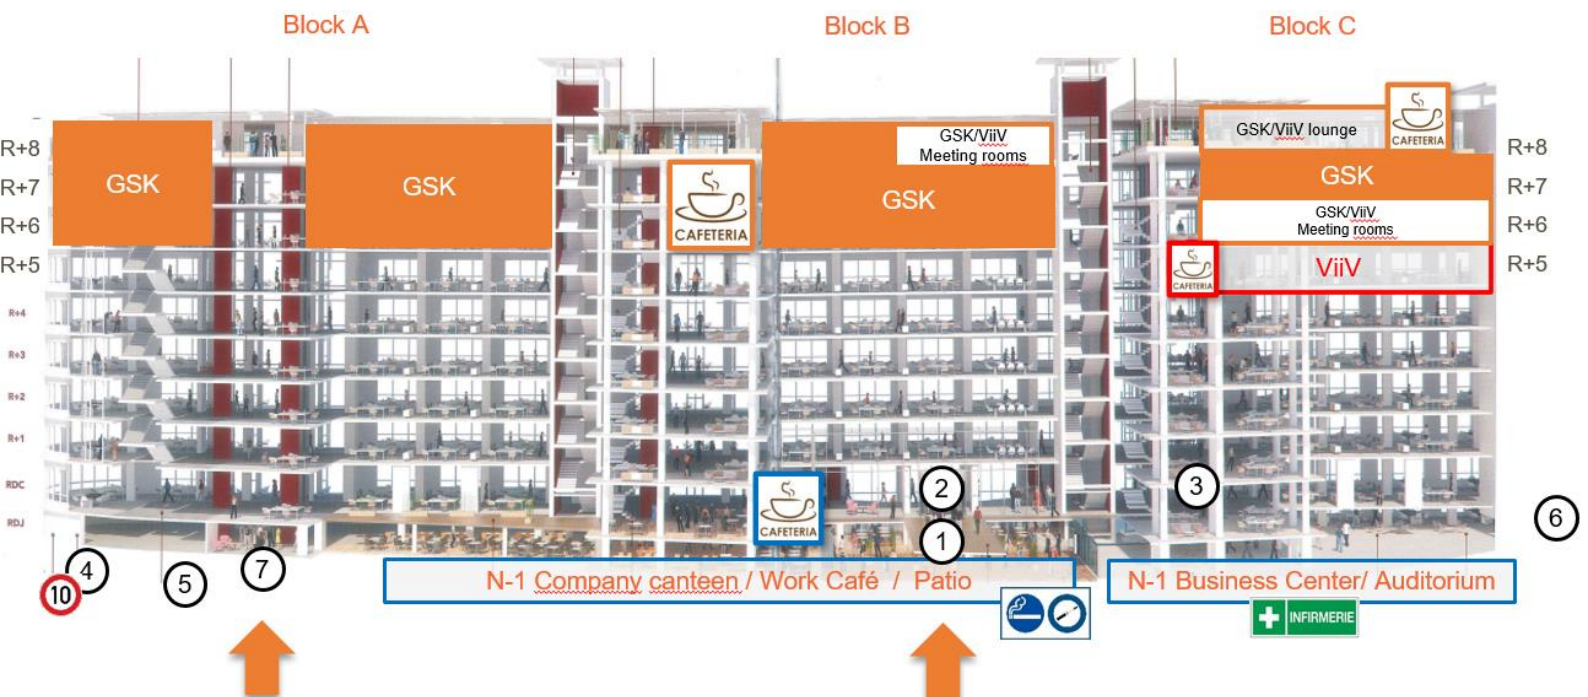 Block A
Block B
Block C
R+8
R+7
R+6
R+5
R+4
R+3
R+2
R+1
RDC
RDJ
GSK
GSK
CAFETERIA
GSK/ViiV
Meeting rooms
GSK
GSK/ViiV lounge
CAFETERIA
GSK
GSK/ViiV
Meeting rooms
CAFETERIA
ViiV
R+8
R+7
R+6
R+5
CAFETERIA
2
1
3
6
4
10
5
7
N-1 Company canteen / Work Café / Patio
N-1 Business Center/ Auditorium
INFIRMERIE